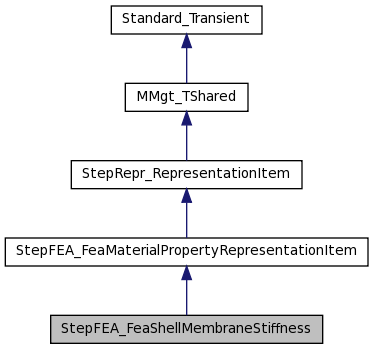 Standard_Transient
MMgt_TShared
StepRepr_RepresentationItem
StepFEA_FeaMaterialPropertyRepresentationItem
StepFEA_FeaShellMembraneStiffness